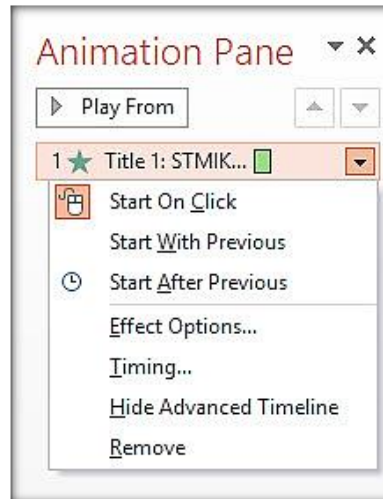 Animation Pane
Play From
1 Title 1: STMIK...
Start On Click
Start With Previous
Start After Previous
Effect Options...
Timing...
Hide Advanced Timeline
Remove